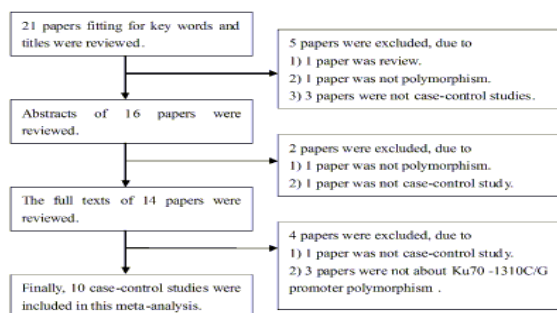 21 papers fitting for key words and
titles were reviewed.
5 papers were excluded, due to
1) 1 paper was review.
2) 1 paper was not polymorphism.
3) 3 papers were not case-control studies.
Abstracts of 16 papers were
reviewed.
2 papers were excluded, due to
1) 1 paper was not polymorphism.
2) 1 paper was not case-control study.
The full texts of 14 papers were
reviewed.
4 papers were excluded, due to
1) 1 paper was not case-control study.
2) 3 papers were not about Ku70 -1310C/G
promoter polymorphism .
Finally, 10 case-control studies were
included in this meta-analysis.